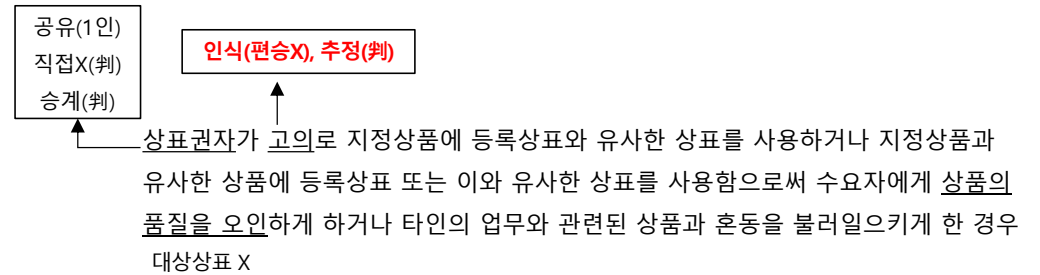 공유(1인)
직접X(判)
승계(判)
인식(편승X), 추정(判)
상표권자가 고의로 지정상품에 등록상표와 유사한 상표를 사용하거나 지정상품과
유사한 상품에 등록상표 또는 이와 유사한 상표를 사용함으로써 수요자에게 상품의
품질을 오인하게 하거나 타인의 업무와 관련된 상품과 혼동을 불러일으키게 한 경우
대상상표 X